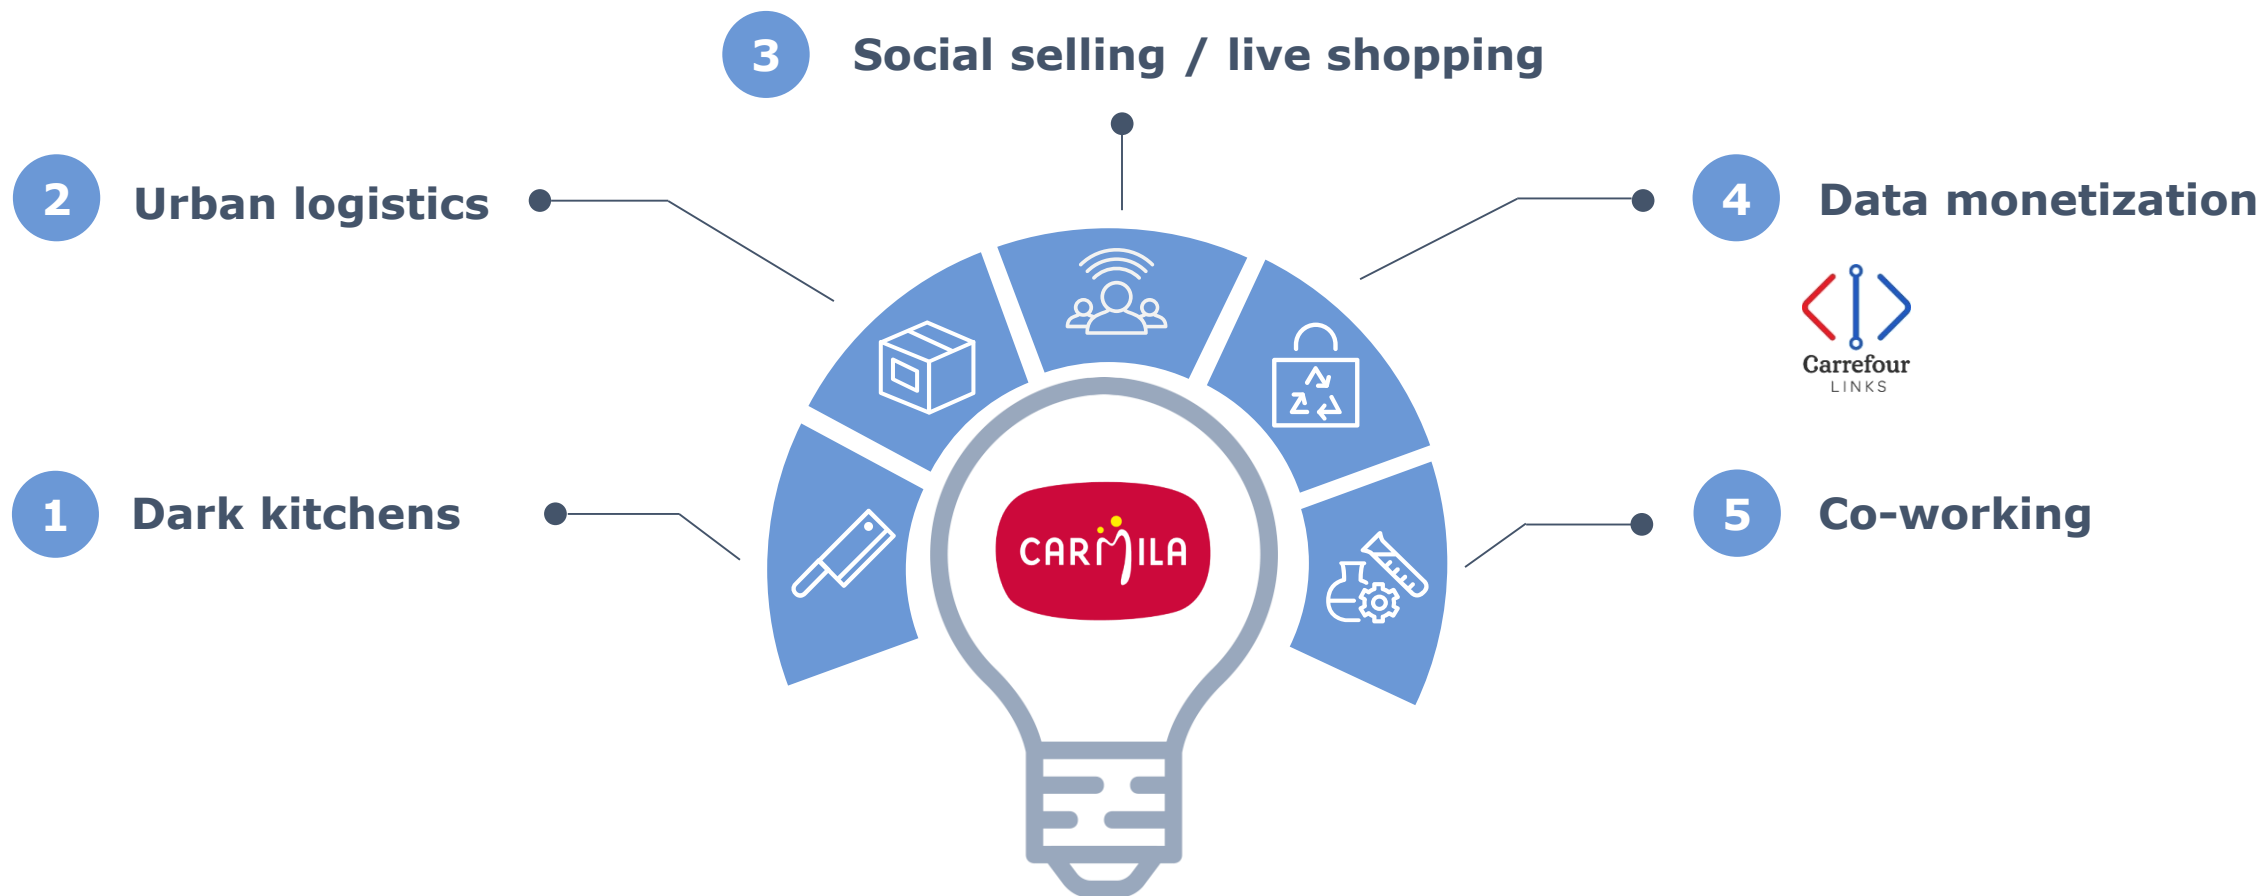 3 Social selling / live shopping
2 Urban logistics
4 Data monetization
Carrefour
LINKS
1 Dark kitchens
5 Co-working
CARMILA